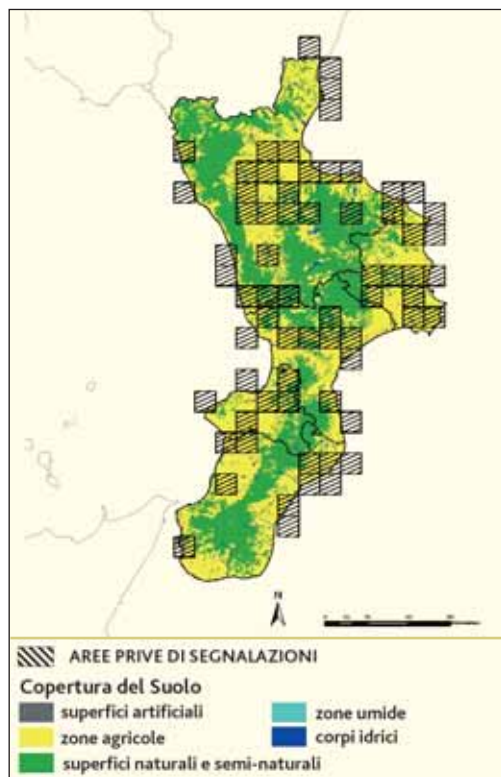 N
AREE PRIVE DI SEGNALAZIONI
Copertura del Suolo
superfici artificiali
zone umide
zone agricole
corpi idrici
superfici naturali e semi-naturali